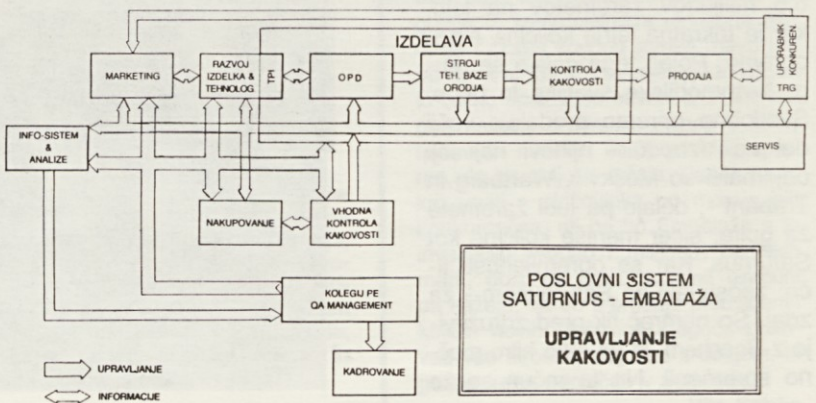 IZDELAVA
MARKETING
RAZVOJ
IZDELKA &
TEHNOLOG.
TPI
O P D
STROJI
TEH. BAZE
ORODJA
KONTROLA
KAKOVOSTI
PRODAJA
UPORABNIK
KONKUREN.
TRG
INFO-SISTEM
&
ANALIZE
SERVIS
NAKUPOVANJE
VHODNA
KONTROLA
KAKOVOSTI
KOLEGIJ PE
QA MANAGEMENT
KADROVANJE
POSLOVNI SISTEM
SATURNUS - EMBALAŽA
UPRAVLJANJE
KAKOVOSTI
UPRAVLJANJE
INFORMACIJE